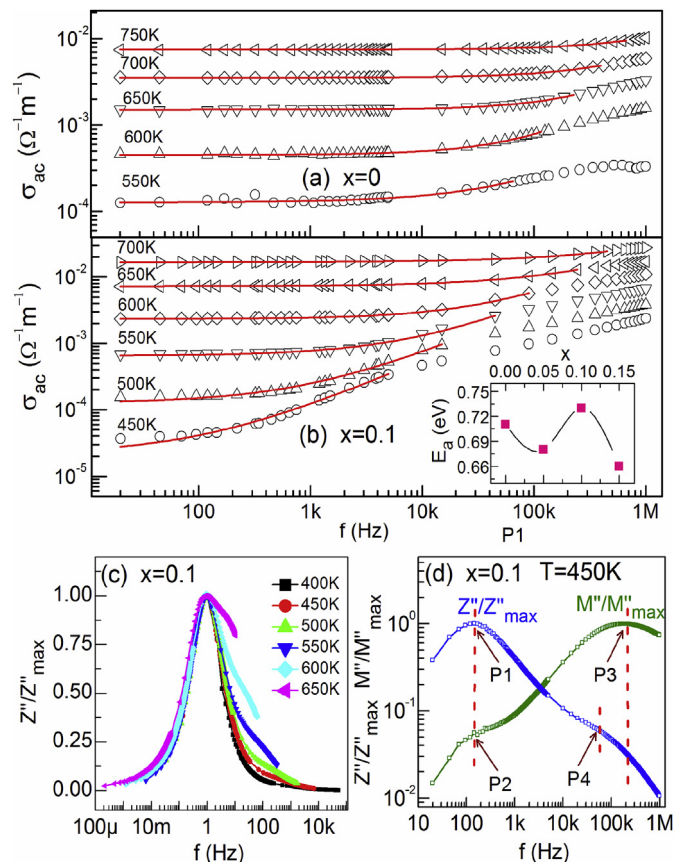 10⁻²
10⁻³
10⁻⁴
σac (Ω⁻¹m⁻¹)
750K
700K
650K
600K
550K
(a) x=0
10⁻²
10⁻³
10⁻⁴
10⁻⁵
σac (Ω⁻¹m⁻¹)
700K
650K
600K
550K
500K
450K
(b) x=0.1
x
0.00 0.05 0.10 0.15
0.75
0.72
0.69
0.66
Ea (eV)
100 1k 10k 100k 1M
f (Hz) P1
(c) x=0.1
400K
450K
500K
550K
600K
650K
1.00
0.75
0.50
0.25
0.00
Z''/Z''max
100µ 10m 1 100 10k
f (Hz)
(d) x=0.1 T=450K
Z''/Z''max M''/M''max
P1 P3
P2 P4
10⁰
10⁻¹
10⁻²
Z''/Z''max M''/M''max
10 100 1k 10k 100k 1M
f (Hz)